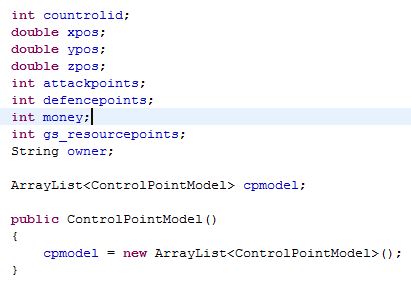 int countrolid;
double xpos;
double ypos;
double zpos;
int attackpoints;
int defencepoints;
int money;
int gs_resourcepoints;
String owner;
ArrayList<ControlPointModel> cpmodel;
public ControlPointModel()
{
cpmodel = new ArrayList<ControlPointModel>();
}